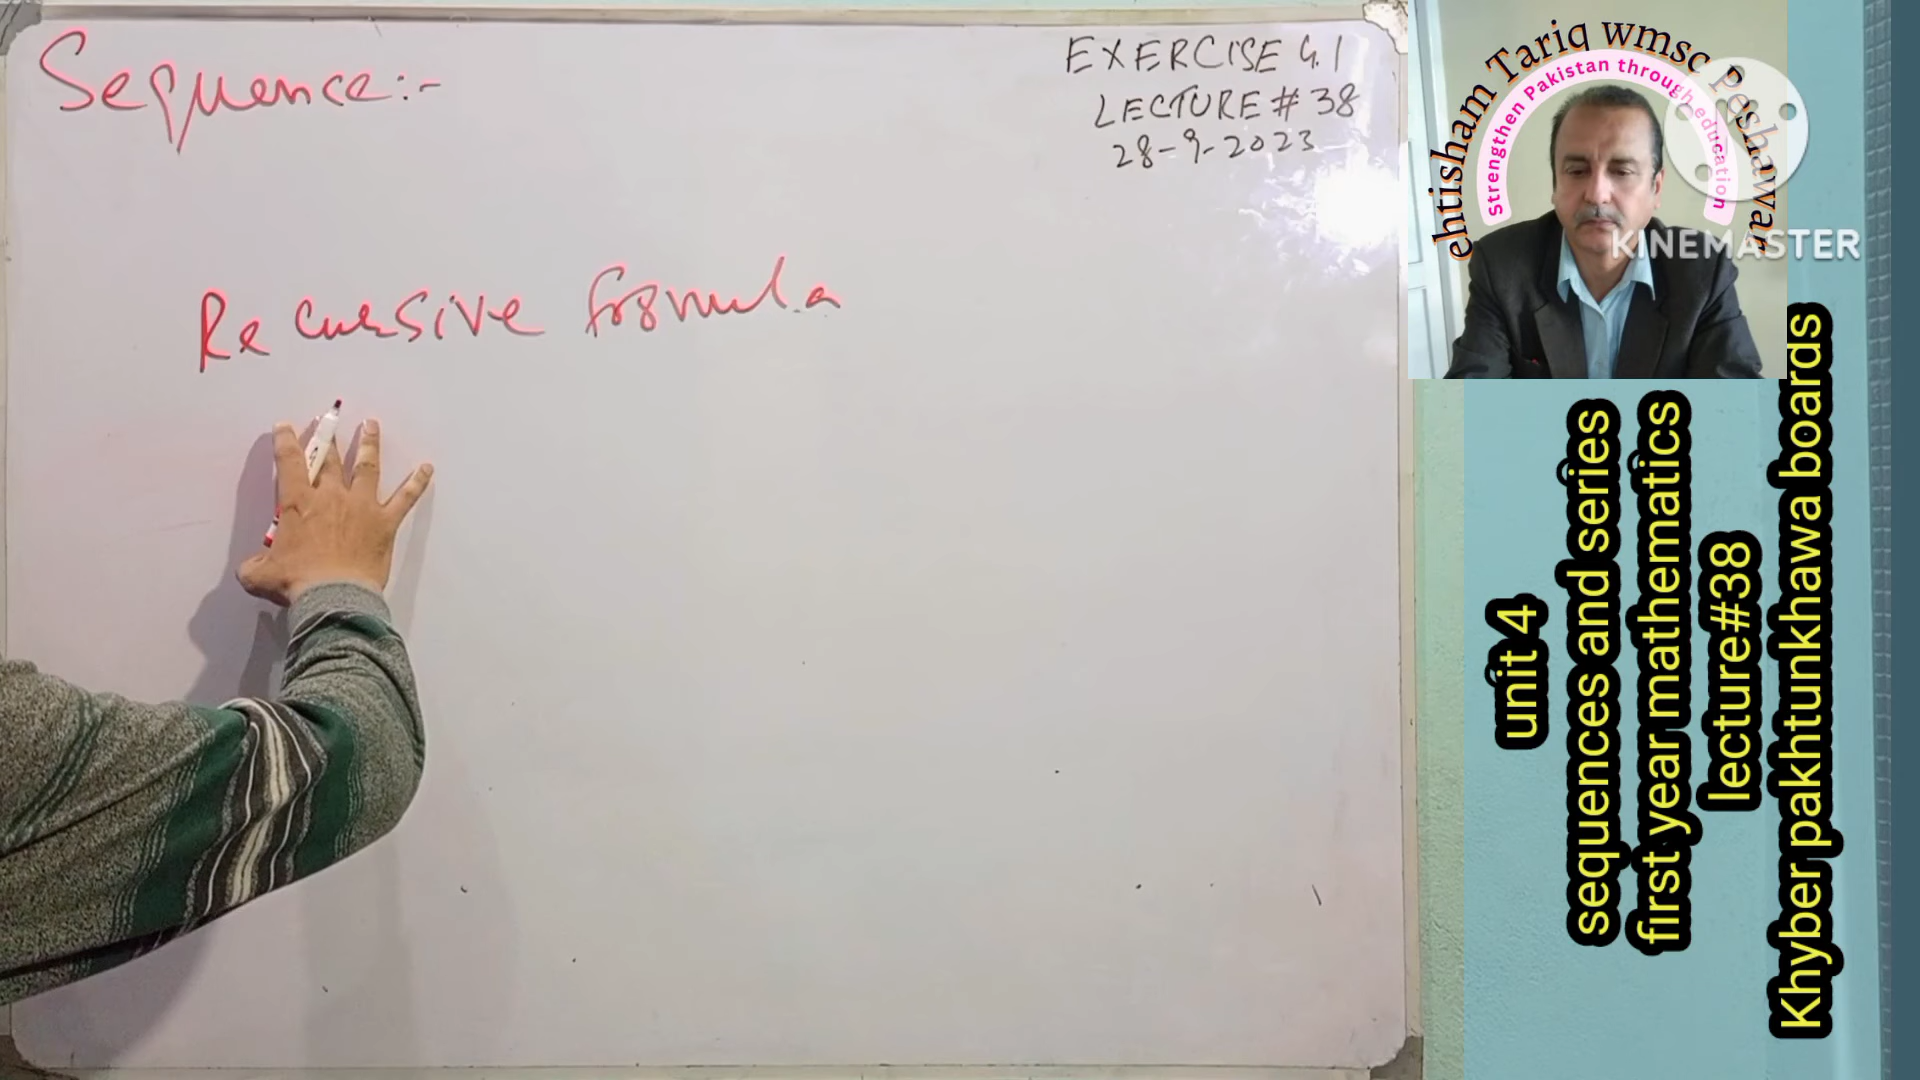 Sequence:-
EXERCISE 4.1
LECTURE # 38
28-9-2023
Recursive formula
ehtisham Tariq wmsc Peshawar
Strengthen Pakistan through education
KINEMASTER
unit 4
sequences and series
first year mathematics
lecture#38
Khyber pakhtunkhawa boards